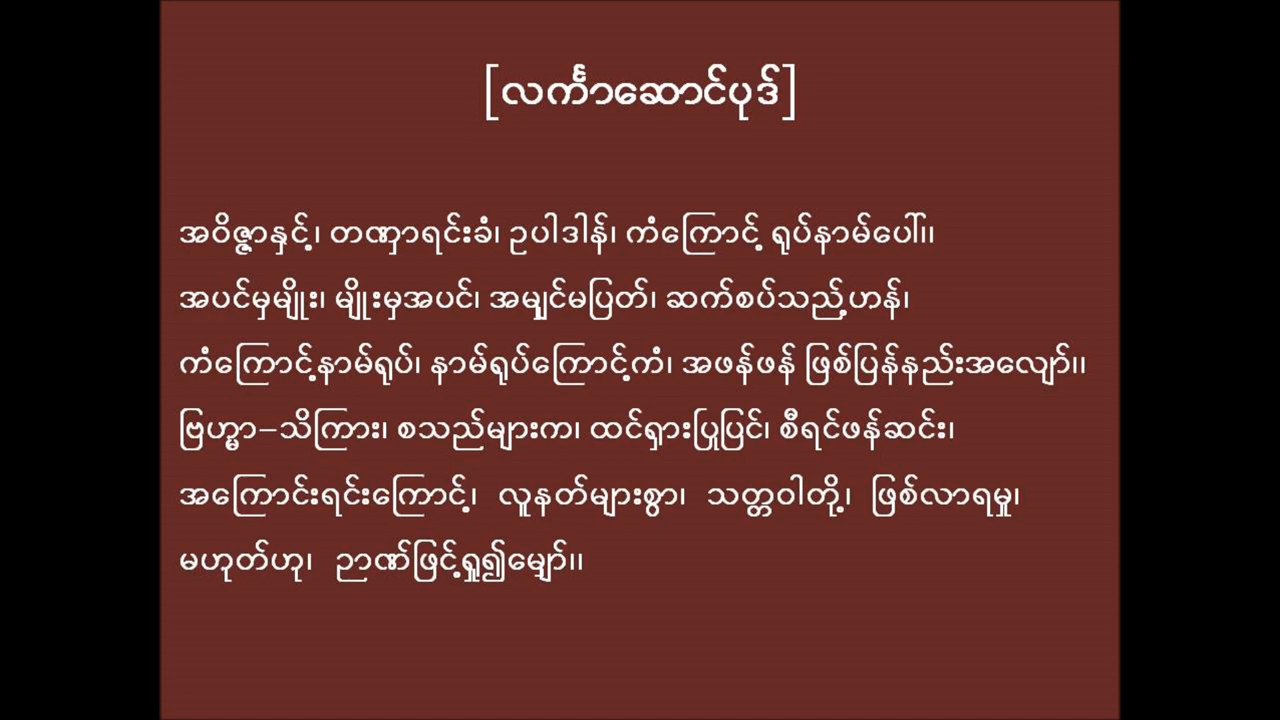 [လင်္ကာဆောင်ပုဒ်]
အဝိဇ္ဇာနှင့်၊ တဏှာရင်းခံ၊ ဥပါဒါန်၊ ကံကြောင့် ရုပ်နာမ်ပေါ်။
အပင်မှမျိုး၊ မျိုးမှအပင်၊ အမျှင်မပြတ်၊ ဆက်စပ်သည့်ဟန်၊
ကံကြောင့်နာမ်ရုပ်၊ နာမ်ရုပ်ကြောင့်ကံ၊ အဖန်ဖန် ဖြစ်ပြန်နည်းအလျော်။
ဗြဟ္မာ–သိကြား၊ စသည်များက၊ ထင်ရှားပြုပြင်၊ စီရင်ဖန်ဆင်း၊
အကြောင်းရင်းကြောင့်၊ လူနတ်များစွာ၊ သတ္တဝါတို့၊ ဖြစ်လာရမှု၊
မဟုတ်ဟု၊ ဉာဏ်ဖြင့်ရှု၍မျှော်။